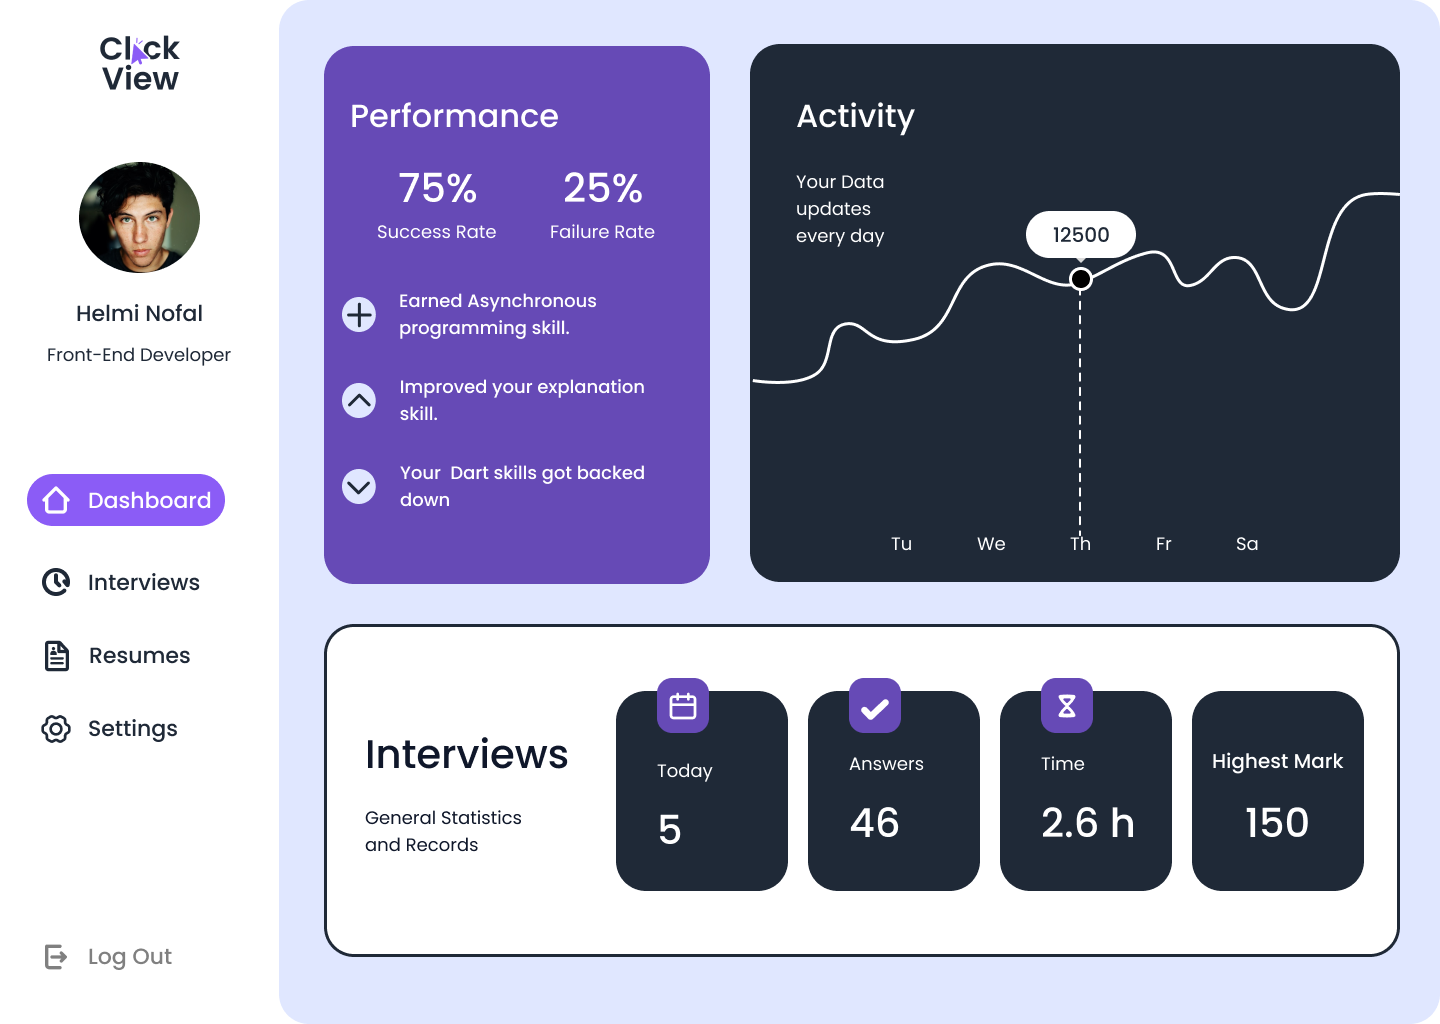 Click
View
Helmi Nofal
Front-End Developer
Dashboard
Interviews
Resumes
Settings
Log Out
Performance
75%
25%
Success Rate
Failure Rate
Earned Asynchronous
programming skill.
Improved your explanation
skill.
Your  Dart skills got backed
down
Activity
Your Data
updates
every day
12500
Tu
We
Th
Fr
Sa
Interviews
General Statistics
and Records
Today
5
Answers
46
Time
2.6 h
Highest Mark
150